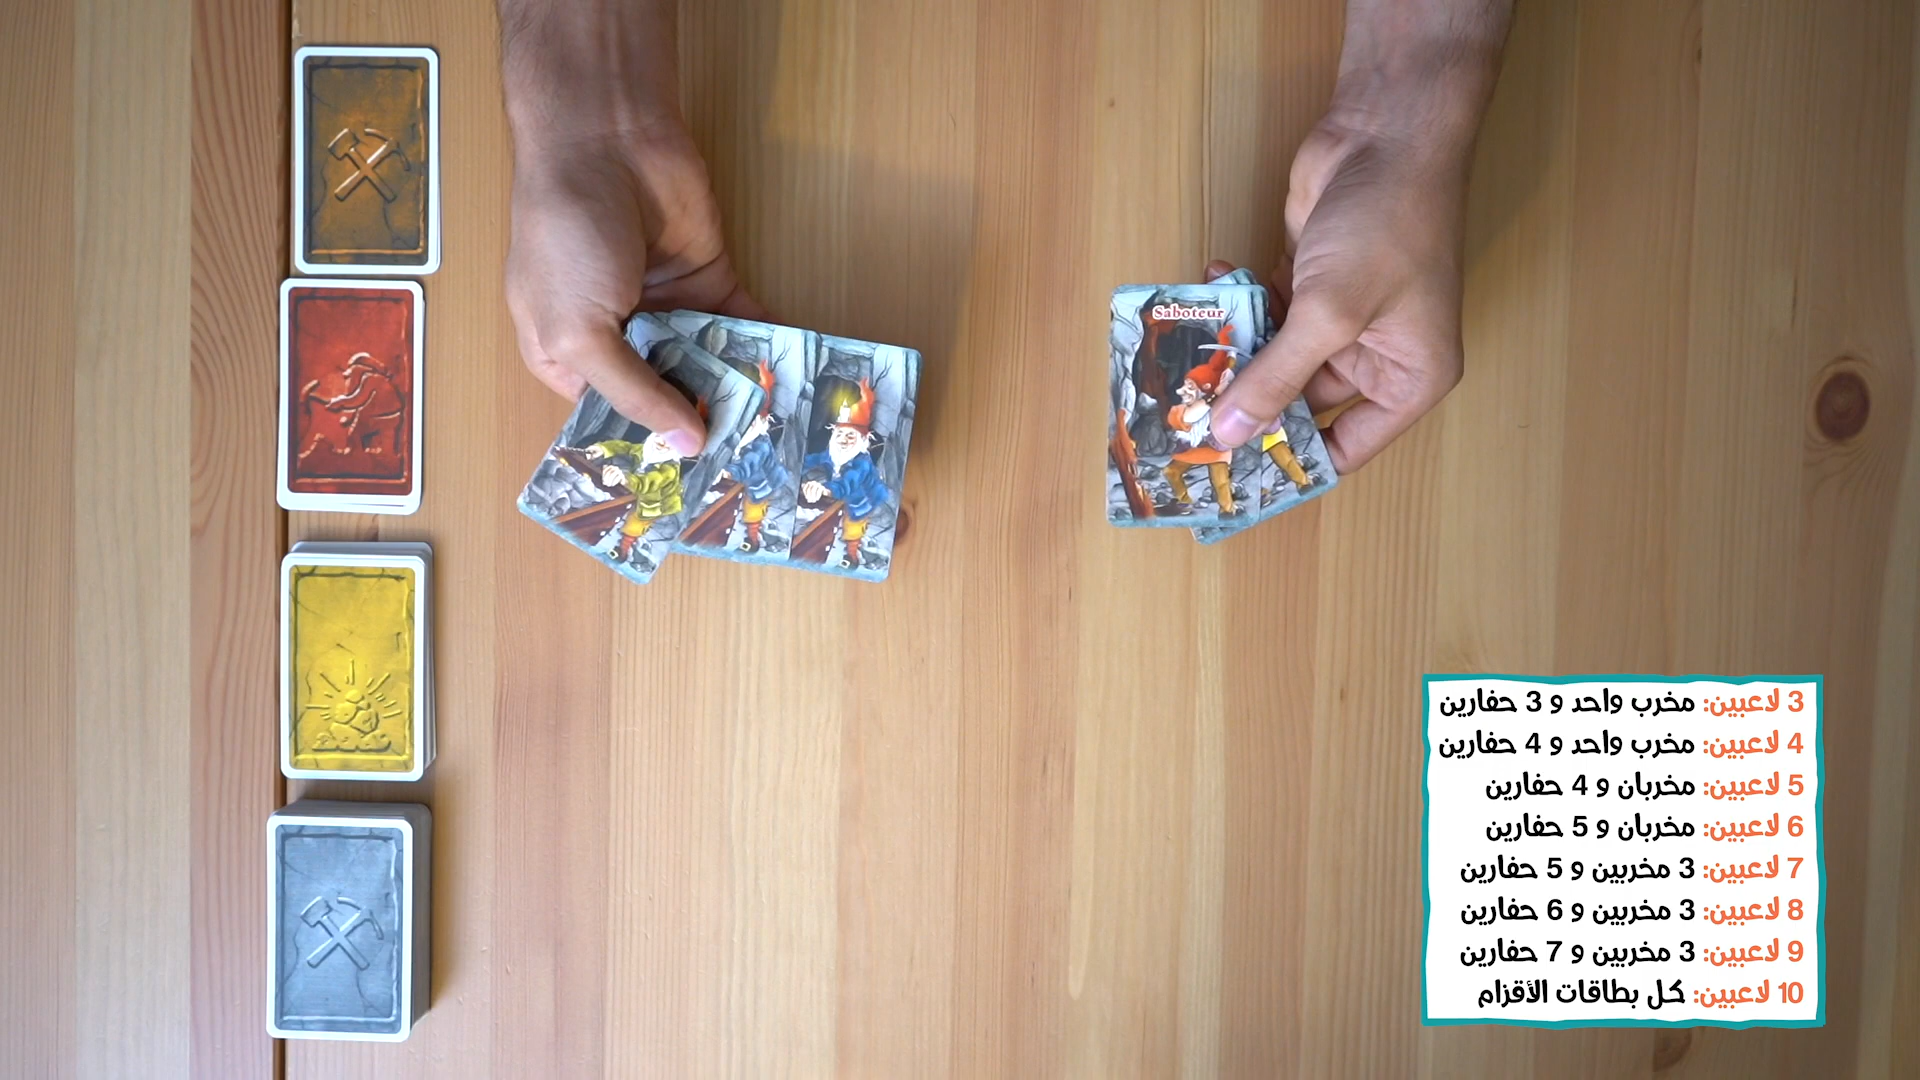 Saboteur
3 لاعبين: مخرب واحد و 3 حفارين
4 لاعبين: مخرب واحد و 4 حفارين
5 لاعبين: مخربان و 4 حفارين
6 لاعبين: مخربان و 5 حفارين
7 لاعبين: 3 مخربين و 5 حفارين
8 لاعبين: 3 مخربين و 6 حفارين
9 لاعبين: 3 مخربين و 7 حفارين
10 لاعبين: كل بطاقات الأقزام